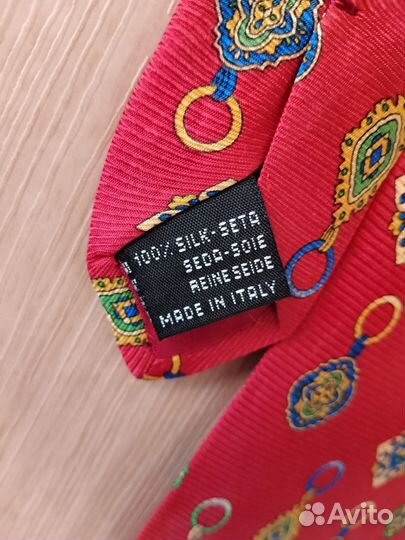 100% SILK-SETA
SEDA-SOIE
REINE SEIDE
MADE IN ITALY
Avito